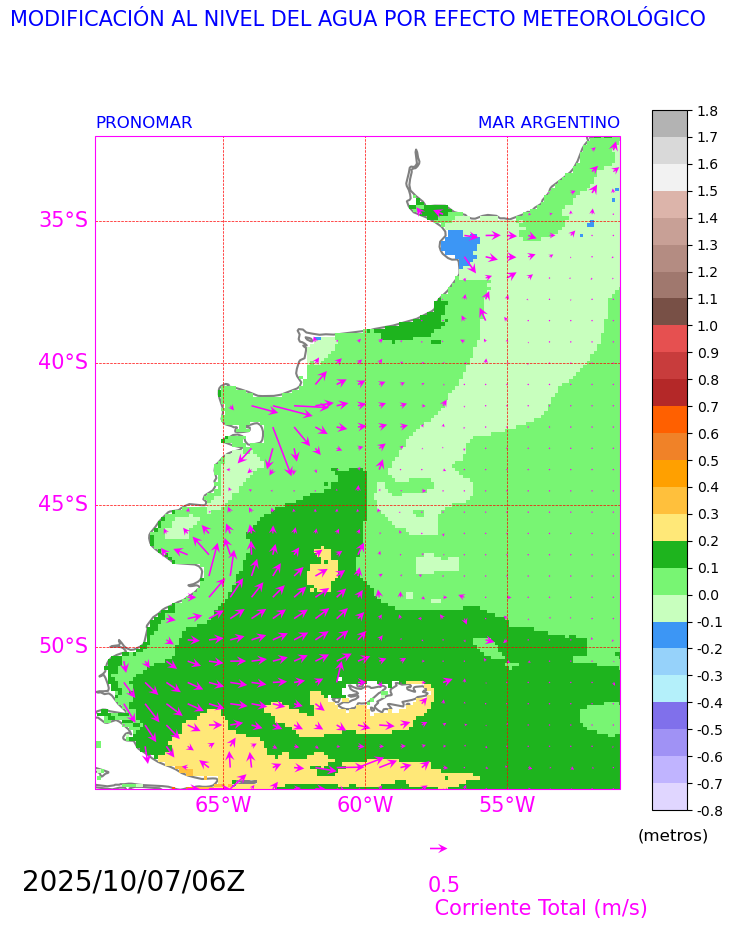 MODIFICACIÓN AL NIVEL DEL AGUA POR EFECTO METEOROLÓGICO
PRONOMAR
MAR ARGENTINO
35°S
40°S
45°S
50°S
65°W
60°W
55°W
1.8
1.7
1.6
1.5
1.4
1.3
1.2
1.1
1.0
0.9
0.8
0.7
0.6
0.5
0.4
0.3
0.2
0.1
0.0
-0.1
-0.2
-0.3
-0.4
-0.5
-0.6
-0.7
-0.8
(metros)
2025/10/07/06Z
0.5
Corriente Total (m/s)